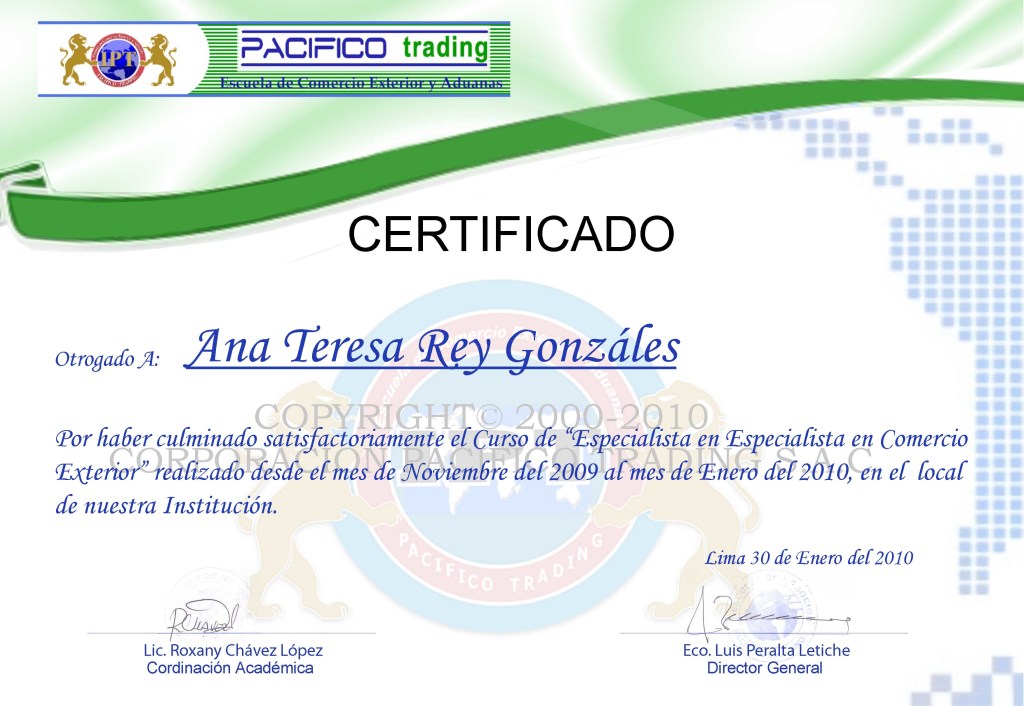 IPT
PACIFICO trading
Escuela de Comercio Exterior y Aduanas
CERTIFICADO
Otrogado A: Ana Teresa Rey Gonzáles
COPYRIGHT© 2000-2010
Por haber culminado satisfactoriamente el Curso de “Especialista en Especialista en Comercio
CORPORACION PACIFICO TRADING S.A.C
Exterior” realizado desde el mes de Noviembre del 2009 al mes de Enero del 2010, en el local
de nuestra Institución.
PACIFICO TRADING
Lima 30 de Enero del 2010
Lic. Roxany Chávez López
Cordinación Académica
Eco. Luis Peralta Letiche
Director General